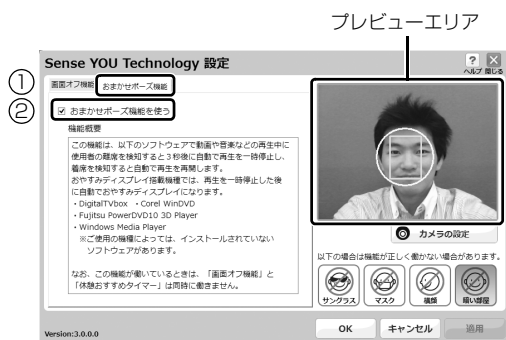 プレビューエリア
Sense YOU Technology 設定
? ×
ヘルプ 閉じる
① 画面オフ機能 おまかせポーズ機能
② おまかせポーズ機能を使う
機能概要
この機能は、以下のソフトウェアで動画や音楽などの再生中に
使用者の離席を検知すると3秒後に自動で再生を一時停止し、
着席を検知すると自動で再生を再開します。
おやすみディスプレイ搭載機種では、再生を一時停止した後
に自動でおやすみディスプレイになります。
・DigitalTVbox ・Corel WinDVD
・Fujitsu PowerDVD10 3D Player
・Windows Media Player
※ご使用の機種によっては、インストールされていない
ソフトウェアがあります。
なお、この機能が働いているときは、「画面オフ機能」と
「休憩おすすめタイマー」は同時に働きません。
カメラの設定
以下の場合は機能が正しく働かない場合があります。
サングラス マスク 横顔 暗い部屋
Version:3.0.0.0
OK キャンセル 適用